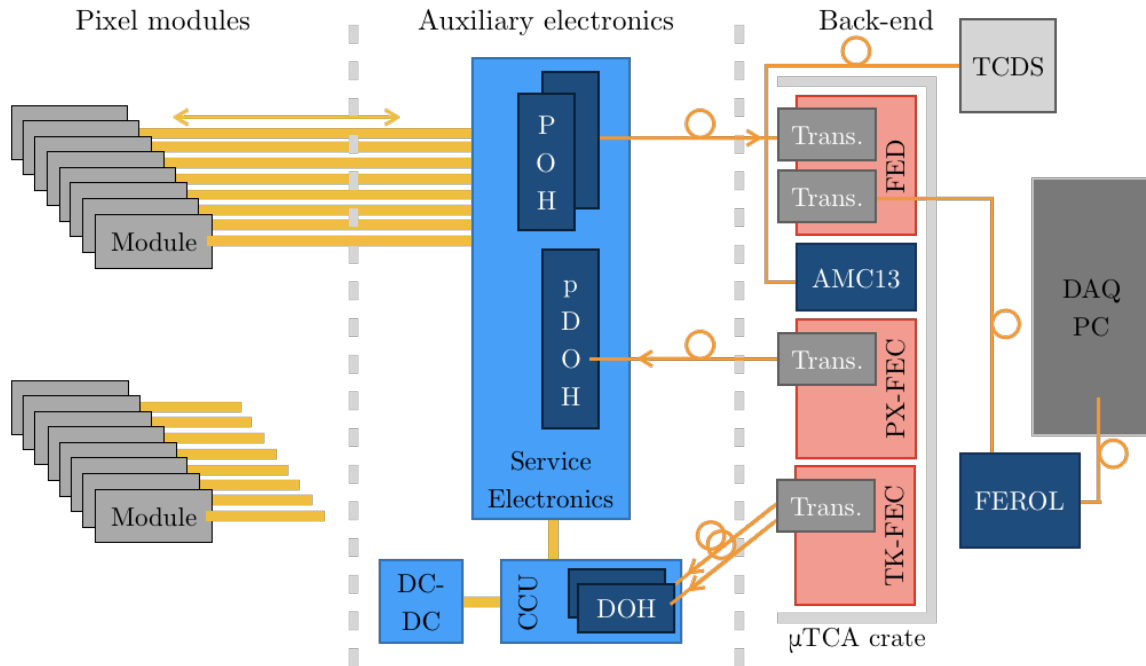 Pixel modules
Auxiliary electronics
Back-end
TCDS
P
O
H
Trans.
Trans.
FED
Module
AMC13
p
D
O
H
DAQ
PC
Trans.
PX-FEC
Service
Electronics
Module
Trans.
TK-FEC
FEROL
DC-
DC
CCU
DOH
µTCA crate